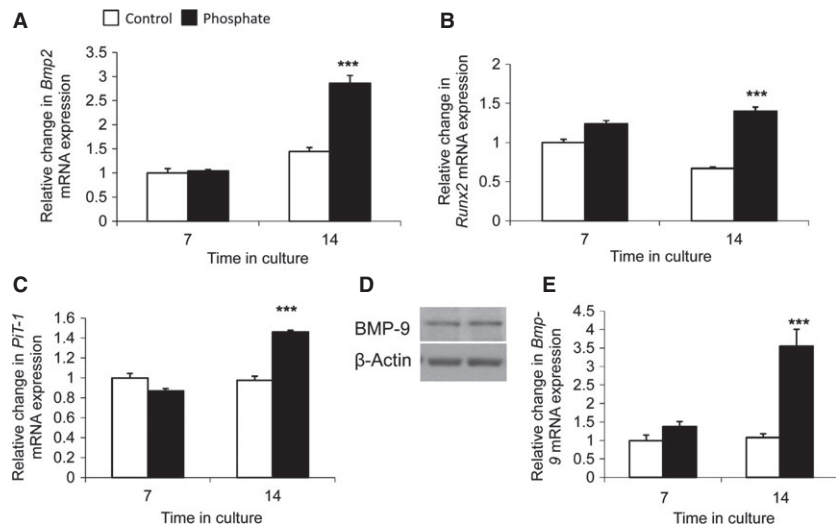 A
Control Phosphate
Relative change in Bmp2
mRNA expression
3.5
3
2.5
2
1.5
1
0.5
0
***
7 14
Time in culture
B
Relative change in
Runx2 mRNA expression
2
1.5
1
0.5
0
***
7 14
Time in culture
C
Relative change in PiT-1
mRNA expression
1.6
1.4
1.2
1
0.8
0.6
0.4
0.2
0
***
7 14
Time in culture
D
BMP-9
β-Actin
E
Relative change in Bmp-
9 mRNA expression
4.5
4
3.5
3
2.5
2
1.5
1
0.5
0
***
7 14
Time in culture